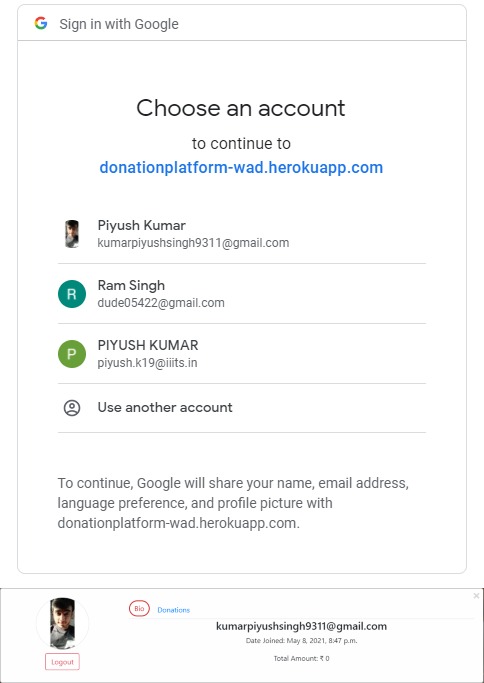 Sign in with Google
Choose an account
to continue to
donationplatform-wad.herokuapp.com
Piyush Kumar
kumarpiyushsingh9311@gmail.com
R
Ram Singh
dude05422@gmail.com
P
PIYUSH KUMAR
piyush.k19@iiits.in
Use another account
To continue, Google will share your name, email address,
language preference, and profile picture with
donationplatform-wad.herokuapp.com.
Bio Donations
kumarpiyushsingh9311@gmail.com
Date Joined: May 8, 2021, 8:47 p.m.
Total Amount: ₹ 0
Logout